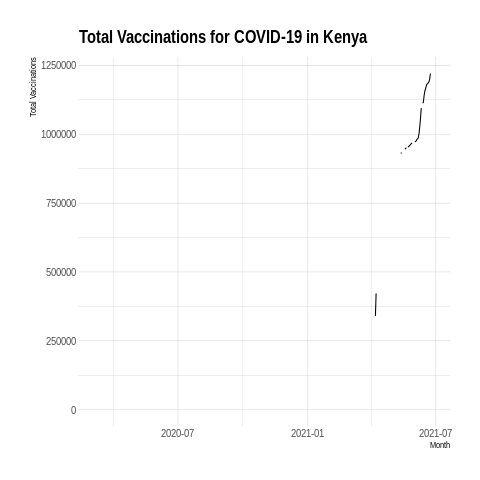 Total Vaccinations for COVID-19 in Kenya
Total Vaccinations
1250000
1000000
750000
500000
250000
0
2020-07 2021-01 2021-07
Month